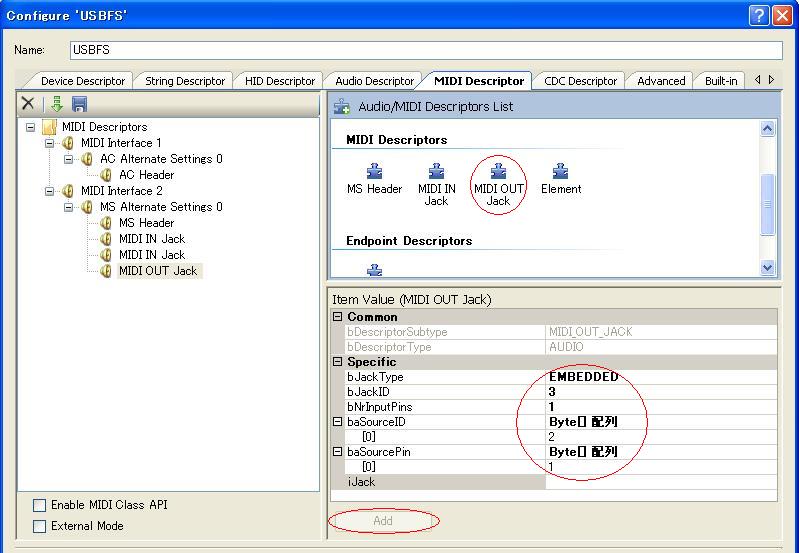 Configure 'USBFS'
Name: USBFS
Device Descriptor String Descriptor HID Descriptor Audio Descriptor MIDI Descriptor CDC Descriptor Advanced Built-in
MIDI Descriptors
MIDI Interface 1
AC Alternate Settings 0
AC Header
MIDI Interface 2
MS Alternate Settings 0
MS Header
MIDI IN Jack
MIDI IN Jack
MIDI OUT Jack
Enable MIDI Class API
External Mode
Audio/MIDI Descriptors List
MIDI Descriptors
MS Header
MIDI IN Jack
MIDI OUT Jack
Element
Endpoint Descriptors
Item Value (MIDI OUT Jack)
Common
bDescriptorSubtype MIDI_OUT_JACK
bDescriptorType AUDIO
Specific
bJackType EMBEDDED
bJackID 3
bNrInputPins 1
baSourceID Byte[] 配列
[0] 2
baSourcePin Byte[] 配列
[0] 1
iJack
Add